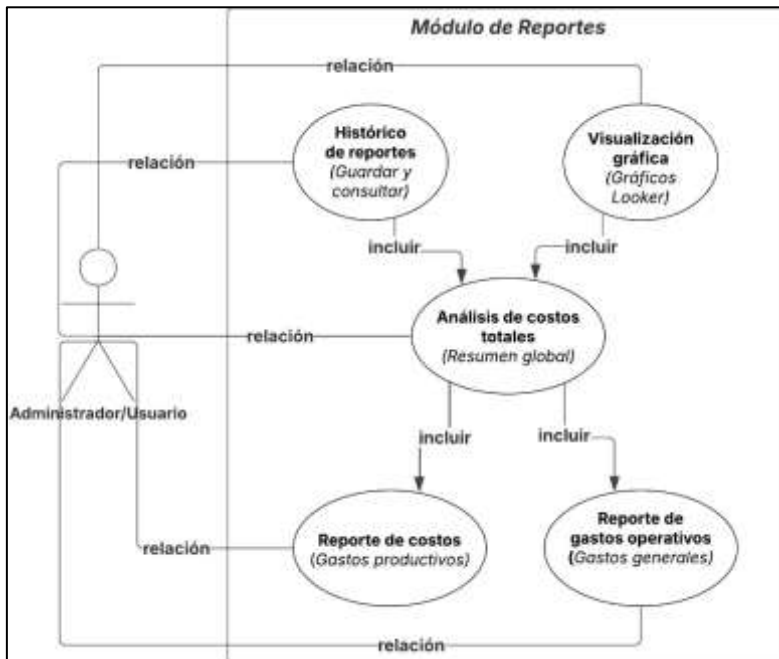 Módulo de Reportes
relación
Histórico
de reportes
(Guardar y
consultar)
Visualización
gráfica
(Gráficos
Looker)
relación
incluir
incluir
Análisis de costos
totales
(Resumen global)
relación
Administrador/Usuario
incluir
incluir
Reporte de costos
(Gastos productivos)
Reporte de
gastos operativos
(Gastos generales)
relación
relación